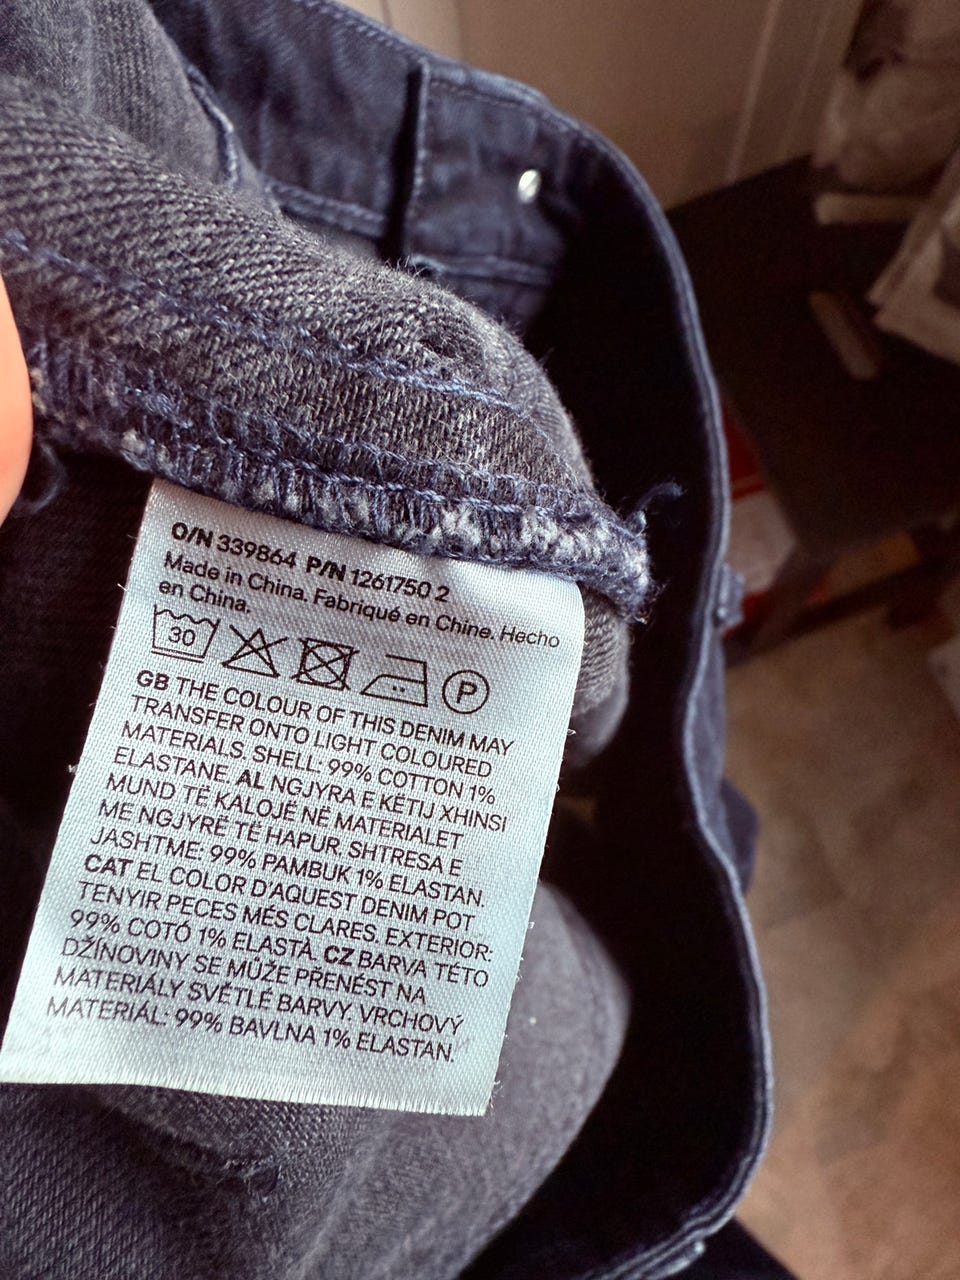 O/N 339864 P/N 1261750 2
Made in China. Fabriqué en Chine. Hecho
en China.
30
P
GB THE COLOUR OF THIS DENIM MAY
TRANSFER ONTO LIGHT COLOURED
MATERIALS. SHELL: 99% COTTON 1%
ELASTANE. AL NGJYRA E KËTIJ XHINSI
MUND TË KALOJË NË MATERIALET
ME NGJYRË TË HAPUR. SHTRESA E
JASHTME: 99% PAMBUK 1% ELASTAN.
CAT EL COLOR D'AQUEST DENIM POT
TENYIR PECES MÉS CLARES. EXTERIOR:
99% COTÓ 1% ELASTÀ. CZ BARVA TÉTO
DŽÍNOVINY SE MŮŽE PŘENÉST NA
MATERIÁLY SVĚTLÉ BARVY. VRCHOVÝ
MATERIÁL: 99% BAVLNA 1% ELASTAN.